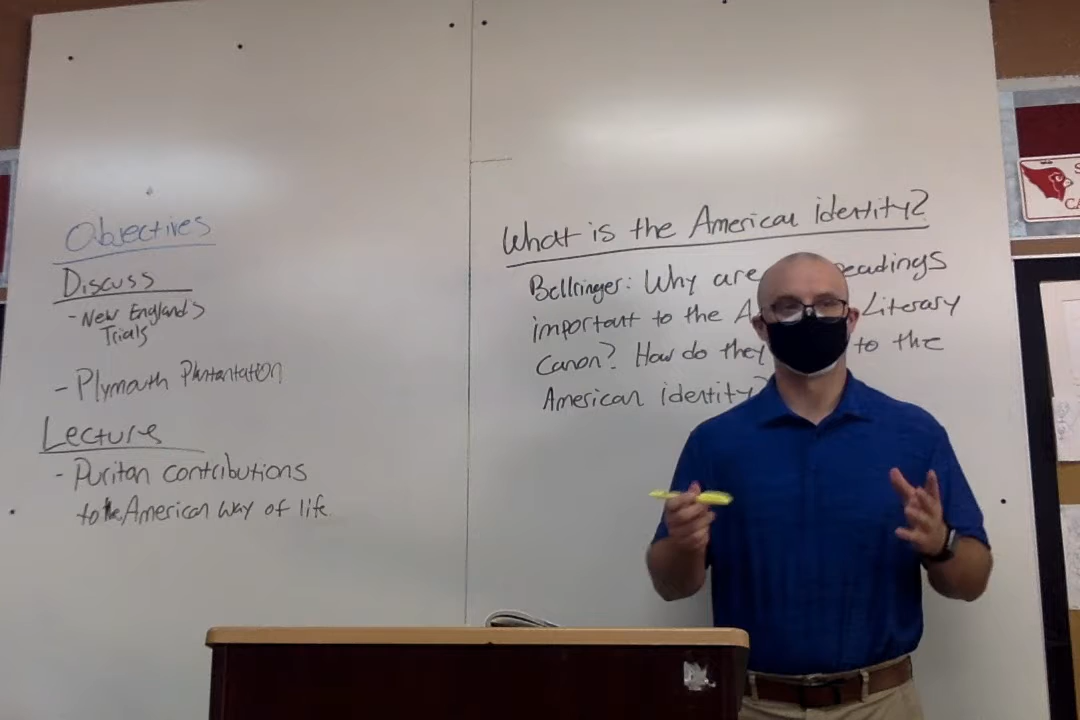 Objectives
Discuss
- New England's
Trials
- Plymouth Plantantation
Lecture
- Puritan contributions
to the American way of life.
What is the American identity?
Bellringer: Why are readings
important to the A Literary
Canon? How do they to the
American identity?
S
CA